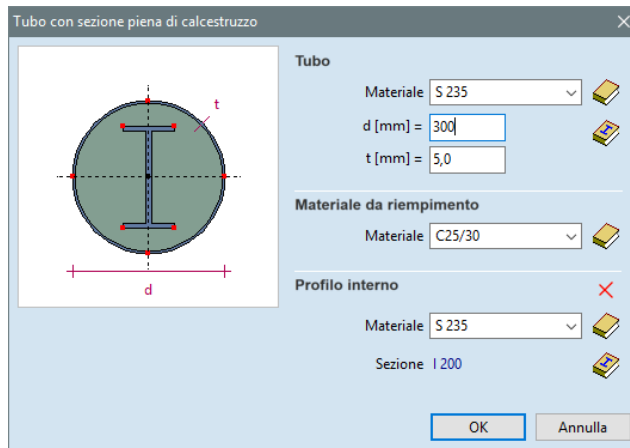 Tubo con sezione piena di calcestruzzo
t
d
Tubo
Materiale S 235
d [mm] = 300
t [mm] = 5,0
Materiale da riempimento
Materiale C25/30
Profilo interno
Materiale S 235
Sezione I 200
OK Annulla